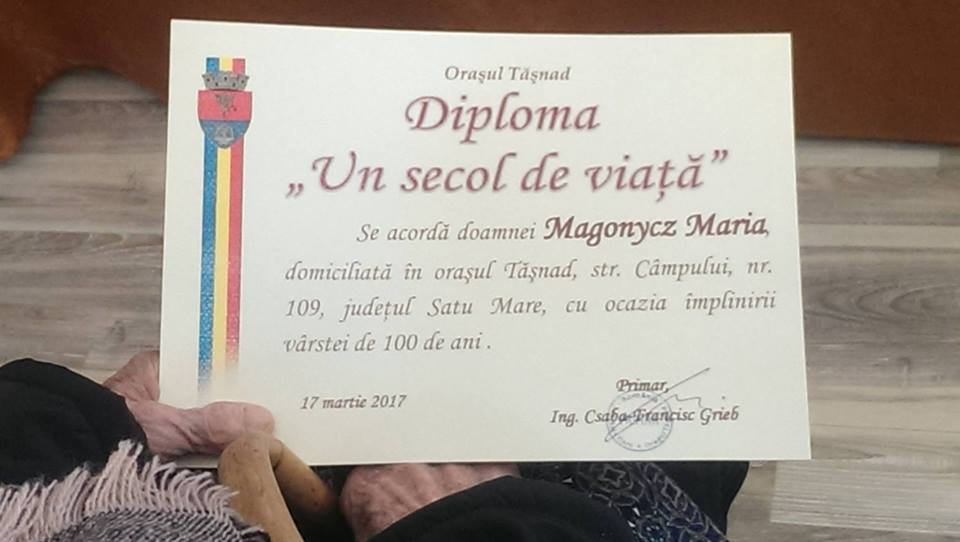 Orașul Tășnad
Diploma
„Un secol de viață”
Se acordă doamnei Magonycz Maria,
domiciliată în orașul Tășnad, str. Câmpului, nr.
109, județul Satu Mare, cu ocazia împlinirii
vârstei de 100 de ani .
17 martie 2017
Primar,
Ing. Csaba-Francisc Grieb